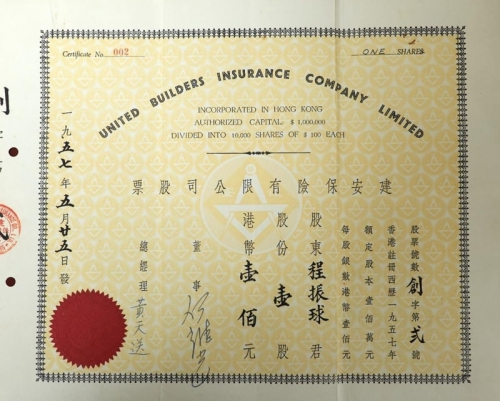 Certificate No. 002
ONE SHARES
UNITED BUILDERS INSURANCE COMPANY LIMITED
INCORPORATED IN HONG KONG
AUTHORIZED CAPITAL: $ 1,000,000
DIVIDED INTO 10,000 SHARES OF $ 100 EACH
票股司公限有險保安建
股票號數創字第弍號
香港註冊西歷一九五七年
額定股本壹佰萬元
每股銀數港幣壹佰元
股東程振球君
股份壹股
港幣壹佰元
董事
總經理黃天送
一九五七年五月廿五日發